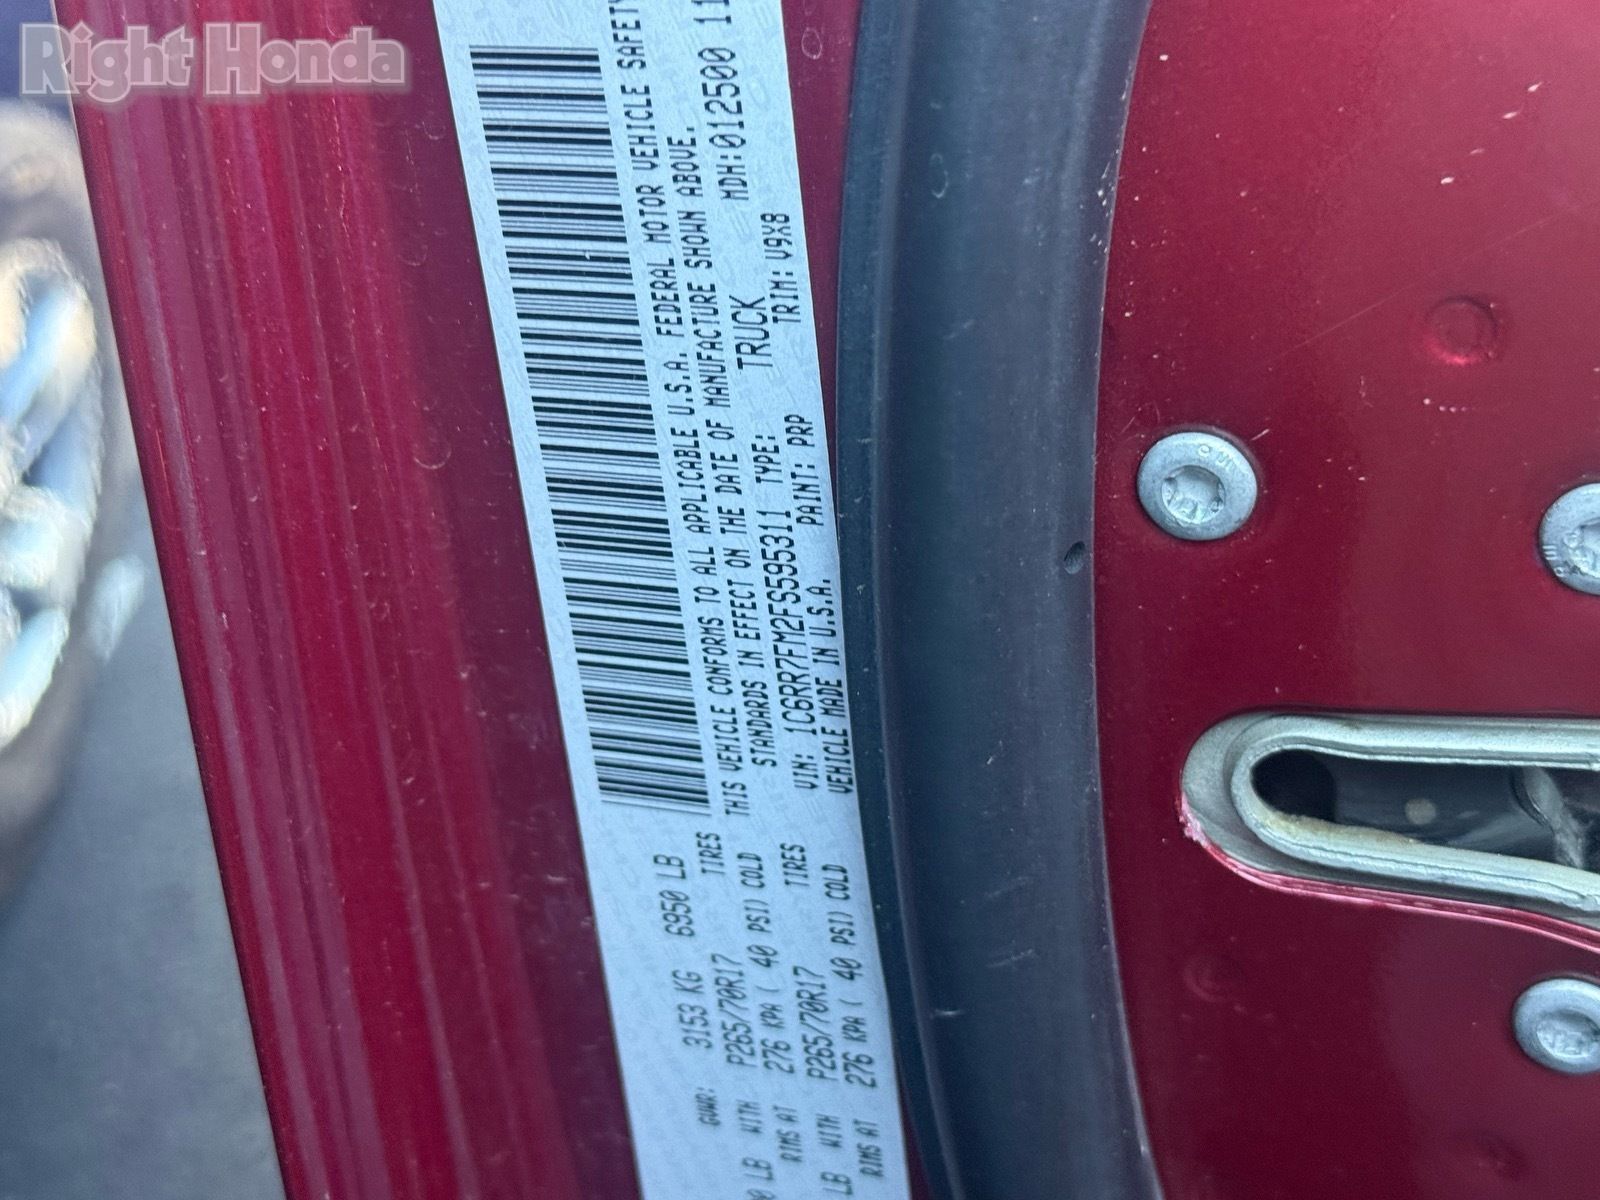 Right Honda
GVWR: 3153 KG 6950 LB
LB WITH P265/70R17 TIRES
RIMS AT 276 KPA ( 40 PSI) COLD
LB WITH P265/70R17 TIRES
RIMS AT 276 KPA ( 40 PSI) COLD
THIS VEHICLE CONFORMS TO ALL APPLICABLE U.S.A. FEDERAL MOTOR VEHICLE SAFETY
STANDARDS IN EFFECT ON THE DATE OF MANUFACTURE SHOWN ABOVE.
VIN: 1C6RR7FM2FS595311 TYPE: TRUCK MDH:012500 11
VEHICLE MADE IN U.S.A. PAINT: PRP TRIM: V9X8